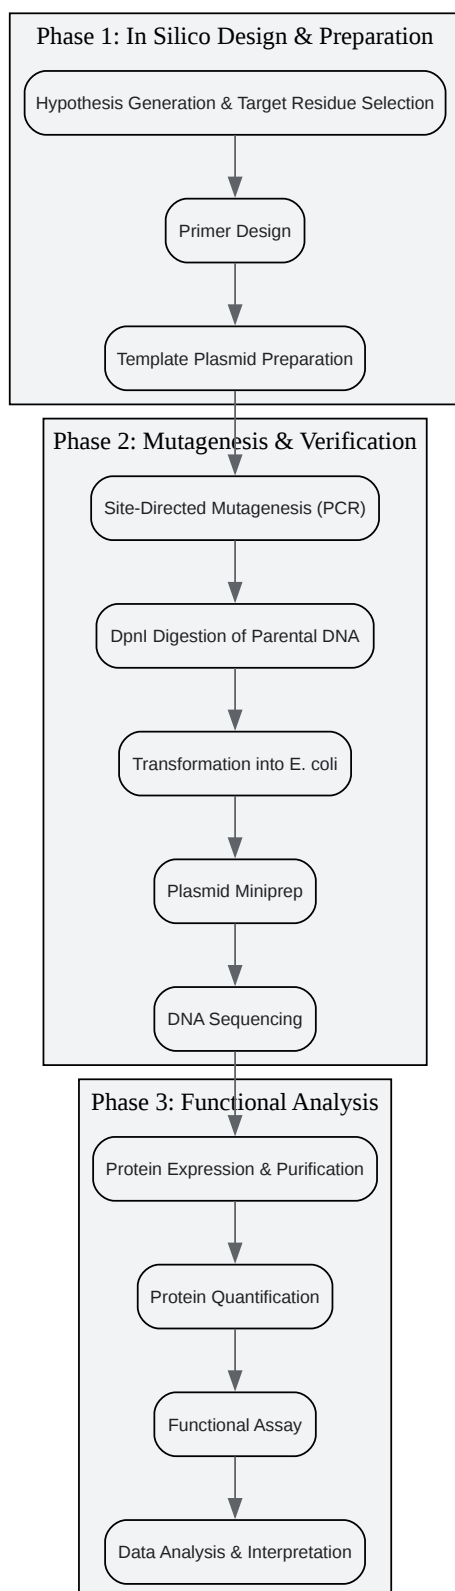 Phase 1: In Silico Design & Preparation
Hypothesis Generation & Target Residue Selection
Primer Design
Template Plasmid Preparation
Phase 2: Mutagenesis & Verification
Site-Directed Mutagenesis (PCR)
DpnI Digestion of Parental DNA
Transformation into E. coli
Plasmid Miniprep
DNA Sequencing
Phase 3: Functional Analysis
Protein Expression & Purification
Protein Quantification
Functional Assay
Data Analysis & Interpretation